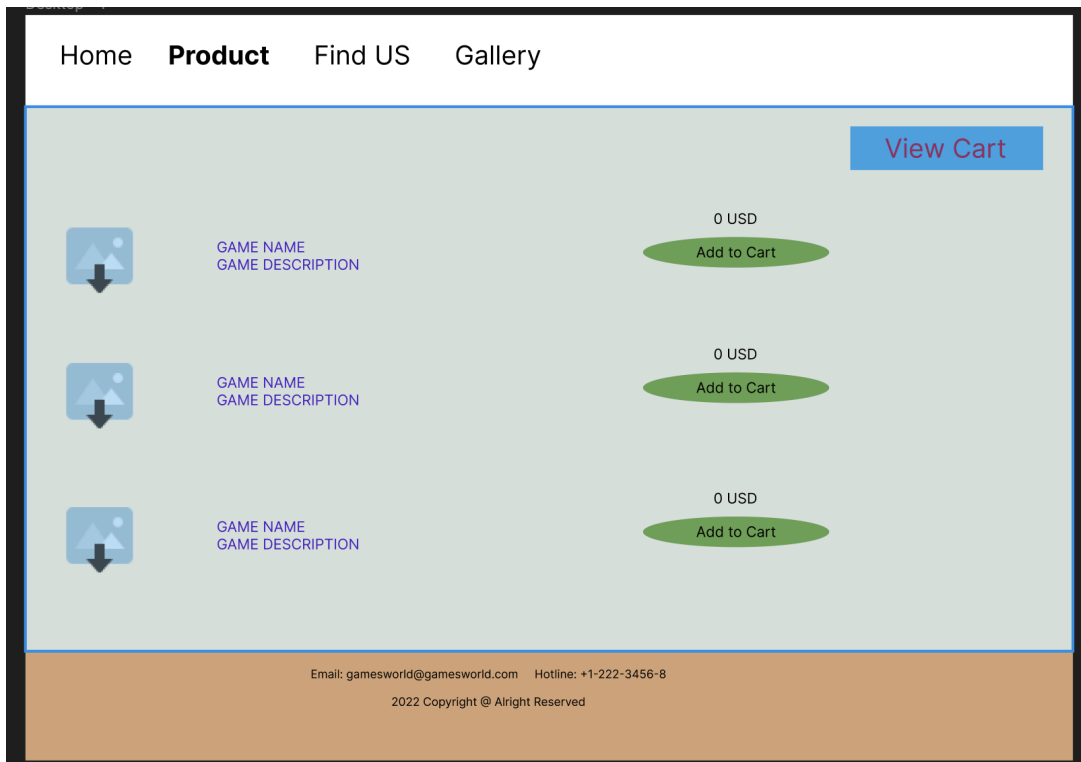 Home Product Find US Gallery
View Cart
0 USD
GAME NAME
GAME DESCRIPTION
Add to Cart
0 USD
GAME NAME
GAME DESCRIPTION
Add to Cart
0 USD
GAME NAME
GAME DESCRIPTION
Add to Cart
Email: gamesworld@gamesworld.com Hotline: +1-222-3456-8
2022 Copyright @ Alright Reserved